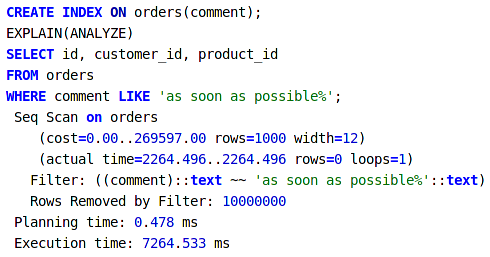 CREATE INDEX ON orders(comment);
EXPLAIN(ANALYZE)
SELECT id, customer_id, product_id
FROM orders
WHERE comment LIKE 'as soon as possible%';
Seq Scan on orders
(cost=0.00..269597.00 rows=1000 width=12)
(actual time=2264.496..2264.496 rows=0 loops=1)
Filter: ((comment)::text ~~ 'as soon as possible%'::text)
Rows Removed by Filter: 10000000
Planning time: 0.478 ms
Execution time: 7264.533 ms